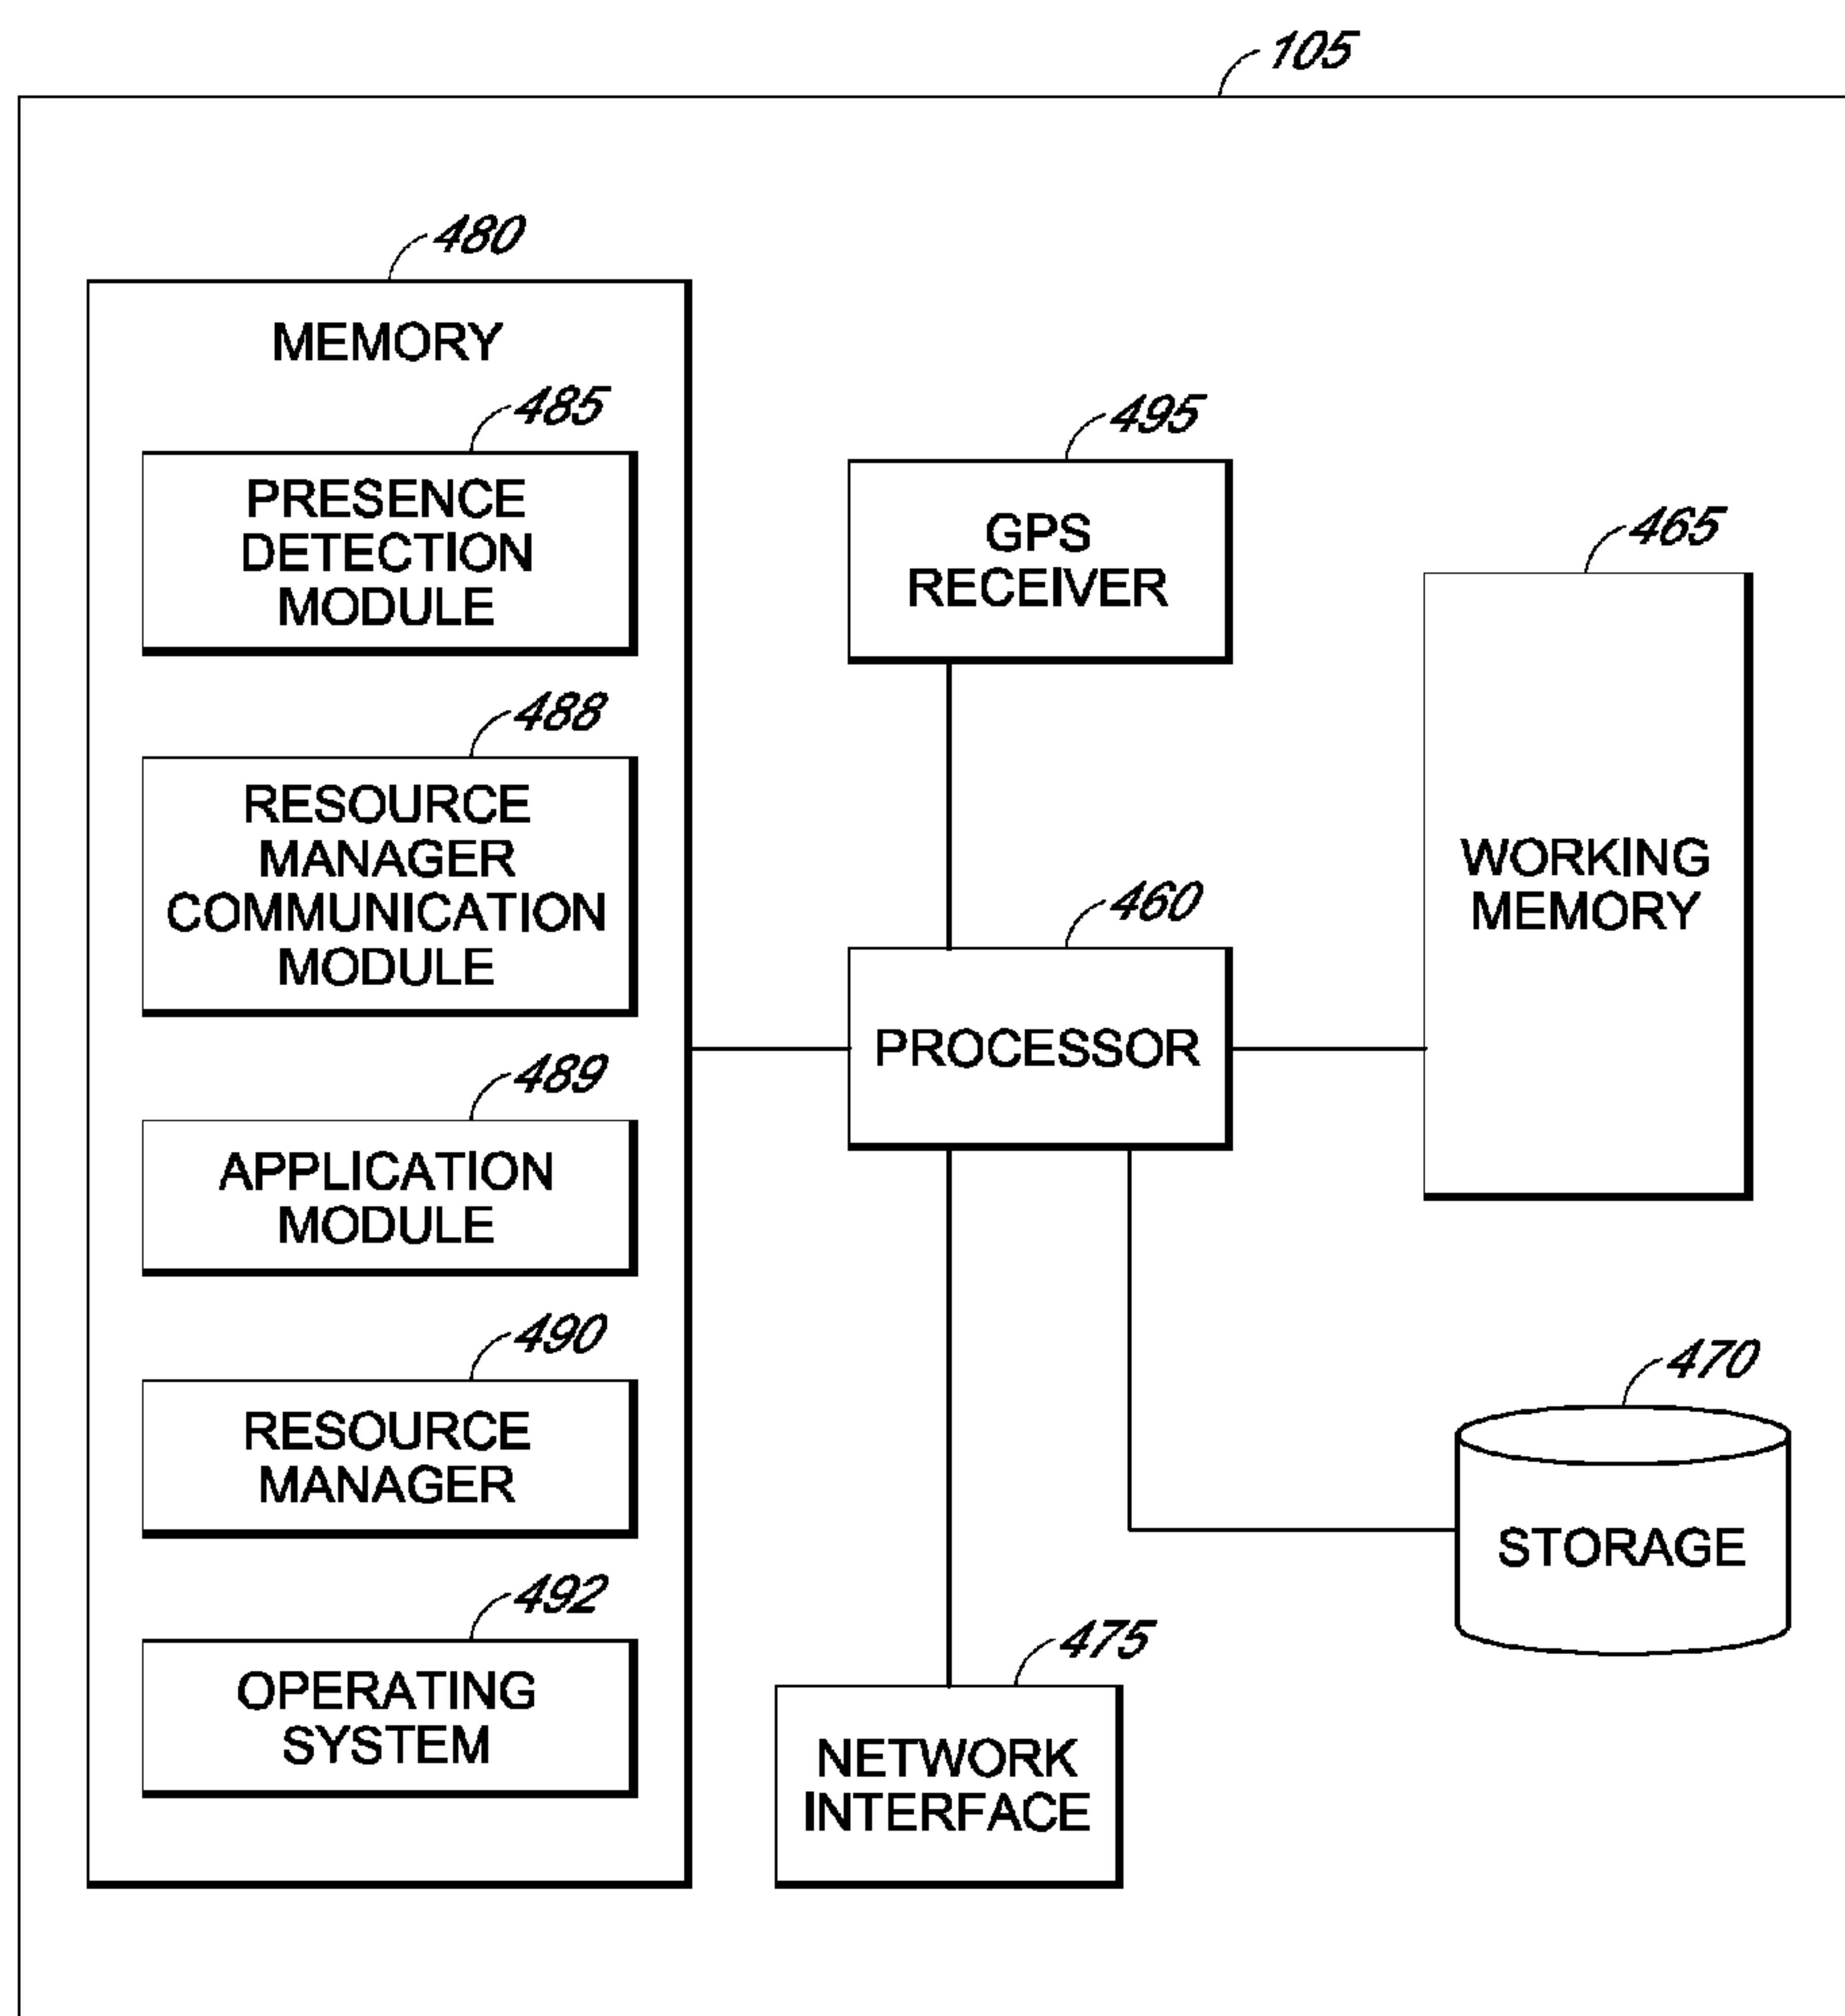 105
480
MEMORY
485
PRESENCE
DETECTION
MODULE
488
RESOURCE
MANAGER
COMMUNICATION
MODULE
489
APPLICATION
MODULE
490
RESOURCE
MANAGER
492
OPERATING
SYSTEM
495
GPS
RECEIVER
460
PROCESSOR
465
WORKING
MEMORY
470
STORAGE
475
NETWORK
INTERFACE